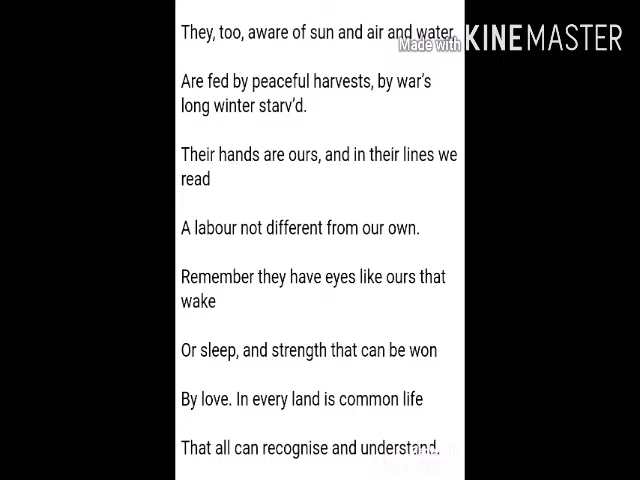 They, too, aware of sun and air and water,
Made with KINEMASTER
Are fed by peaceful harvests, by war's
long winter starv'd.
Their hands are ours, and in their lines we
read
A labour not different from our own.
Remember they have eyes like ours that
wake
Or sleep, and strength that can be won
By love. In every land is common life
That all can recognise and understand.